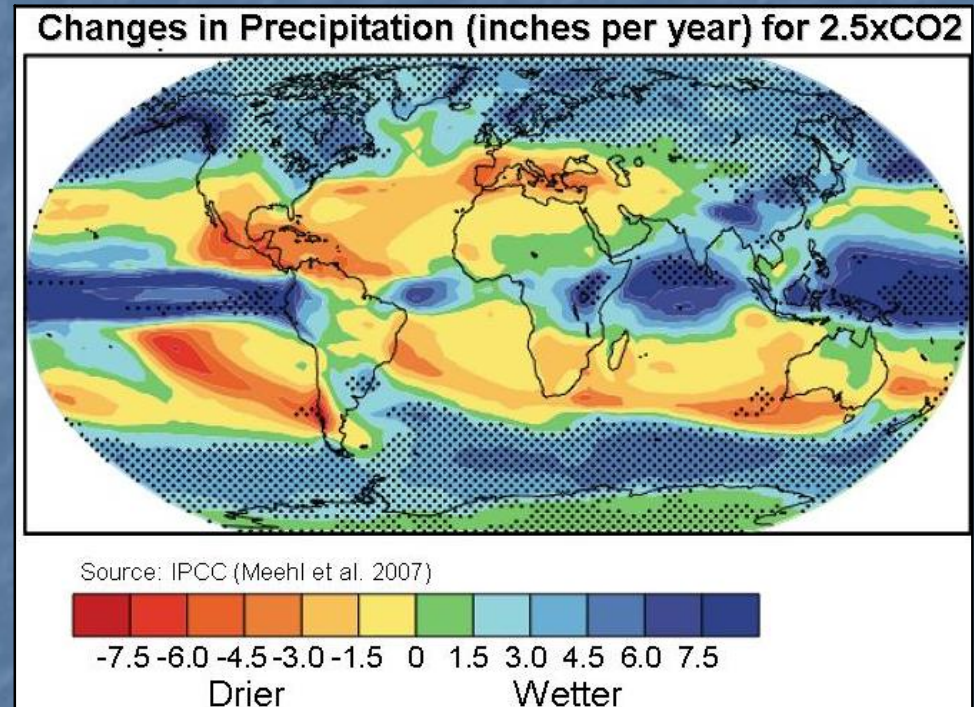 Changes in Precipitation (inches per year) for 2.5xCO2
Source: IPCC (Meehl et al. 2007)
-7.5 -6.0 -4.5 -3.0 -1.5 0 1.5 3.0 4.5 6.0 7.5
Drier Wetter